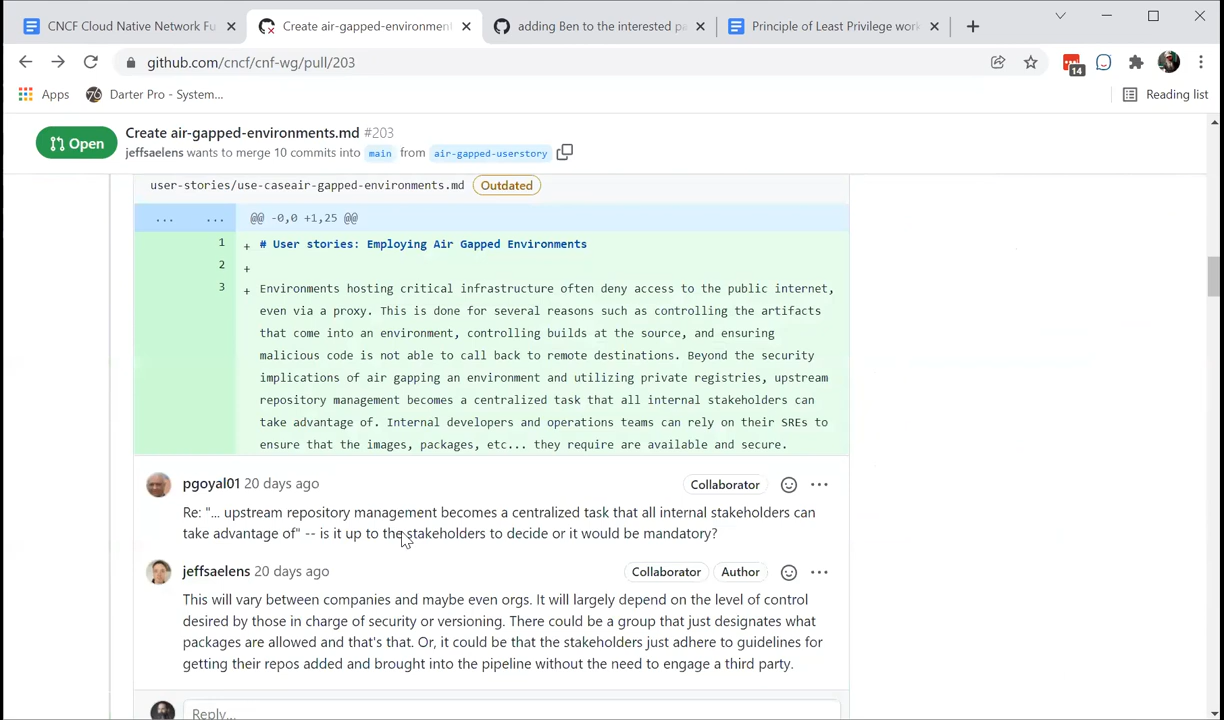 CNCF Cloud Native Network Fu
Create air-gapped-environment
adding Ben to the interested pa
Principle of Least Privilege work
github.com/cncf/cnf-wg/pull/203
14
Apps
Darter Pro - System...
Reading list
Open
Create air-gapped-environments.md #203
jeffsaelens wants to merge 10 commits into main from air-gapped-userstory
user-stories/use-caseair-gapped-environments.md Outdated
... ... @@ -0,0 +1,25 @@
1 + # User stories: Employing Air Gapped Environments
2 +
3 + Environments hosting critical infrastructure often deny access to the public internet,
even via a proxy. This is done for several reasons such as controlling the artifacts
that come into an environment, controlling builds at the source, and ensuring
malicious code is not able to call back to remote destinations. Beyond the security
implications of air gapping an environment and utilizing private registries, upstream
repository management becomes a centralized task that all internal stakeholders can
take advantage of. Internal developers and operations teams can rely on their SREs to
ensure that the images, packages, etc... they require are available and secure.
pgoyal01 20 days ago Collaborator ...
Re: "... upstream repository management becomes a centralized task that all internal stakeholders can
take advantage of" -- is it up to the stakeholders to decide or it would be mandatory?
jeffsaelens 20 days ago Collaborator Author ...
This will vary between companies and maybe even orgs. It will largely depend on the level of control
desired by those in charge of security or versioning. There could be a group that just designates what
packages are allowed and that's that. Or, it could be that the stakeholders just adhere to guidelines for
getting their repos added and brought into the pipeline without the need to engage a third party.
Reply...